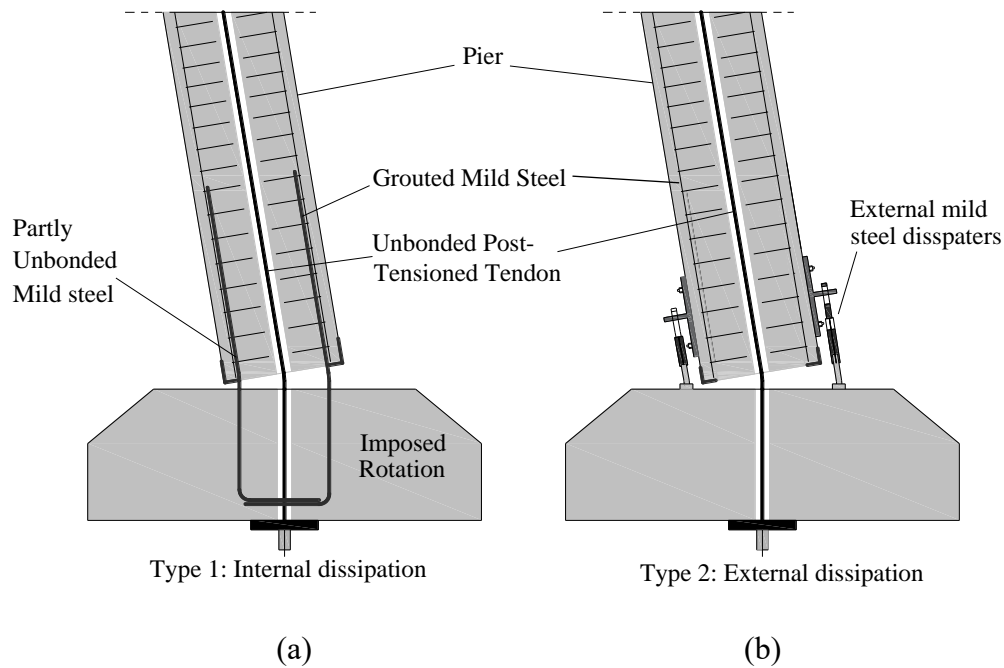 Pier
Grouted Mild Steel
Partly
Unbonded
Mild steel
Unbonded Post-
Tensioned Tendon
External mild
steel disspaters
Imposed
Rotation
Type 1: Internal dissipation
Type 2: External dissipation
(a)
(b)